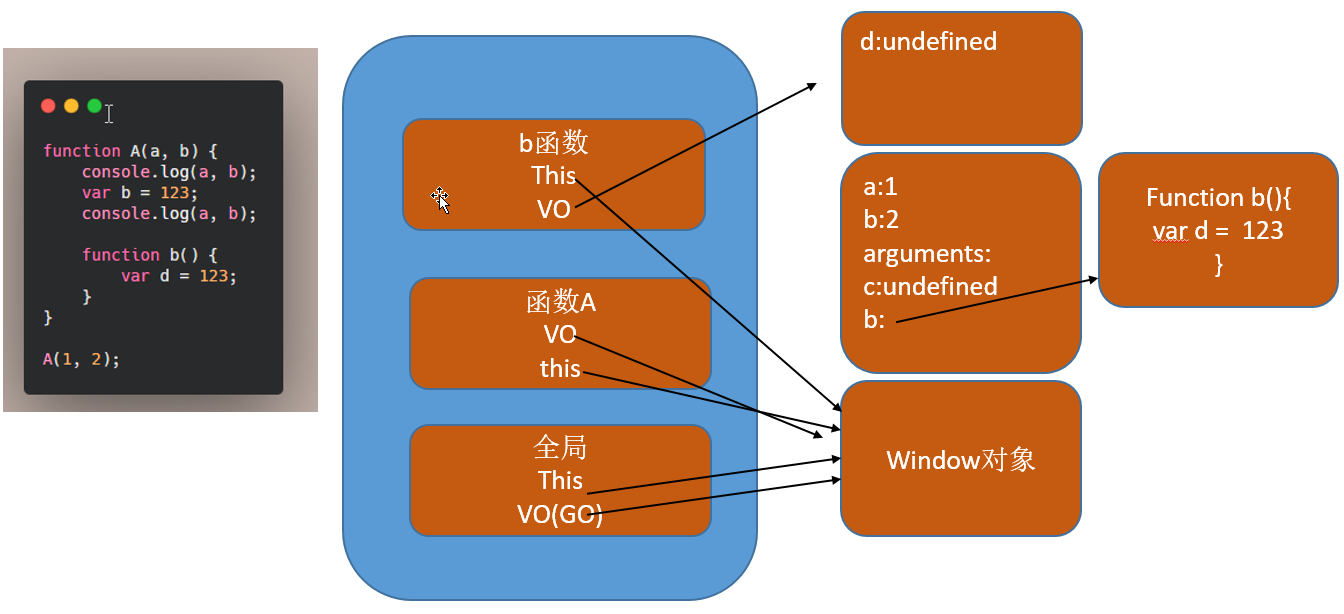 function A(a, b) {
console.log(a, b);
var b = 123;
console.log(a, b);
function b() {
var d = 123;
}
}
A(1, 2);
b函数
This
VO
函数A
VO
this
全局
This
VO(GO)
d:undefined
a:1
b:2
arguments:
c:undefined
b:
Function b(){
var d =  123
}
Window对象